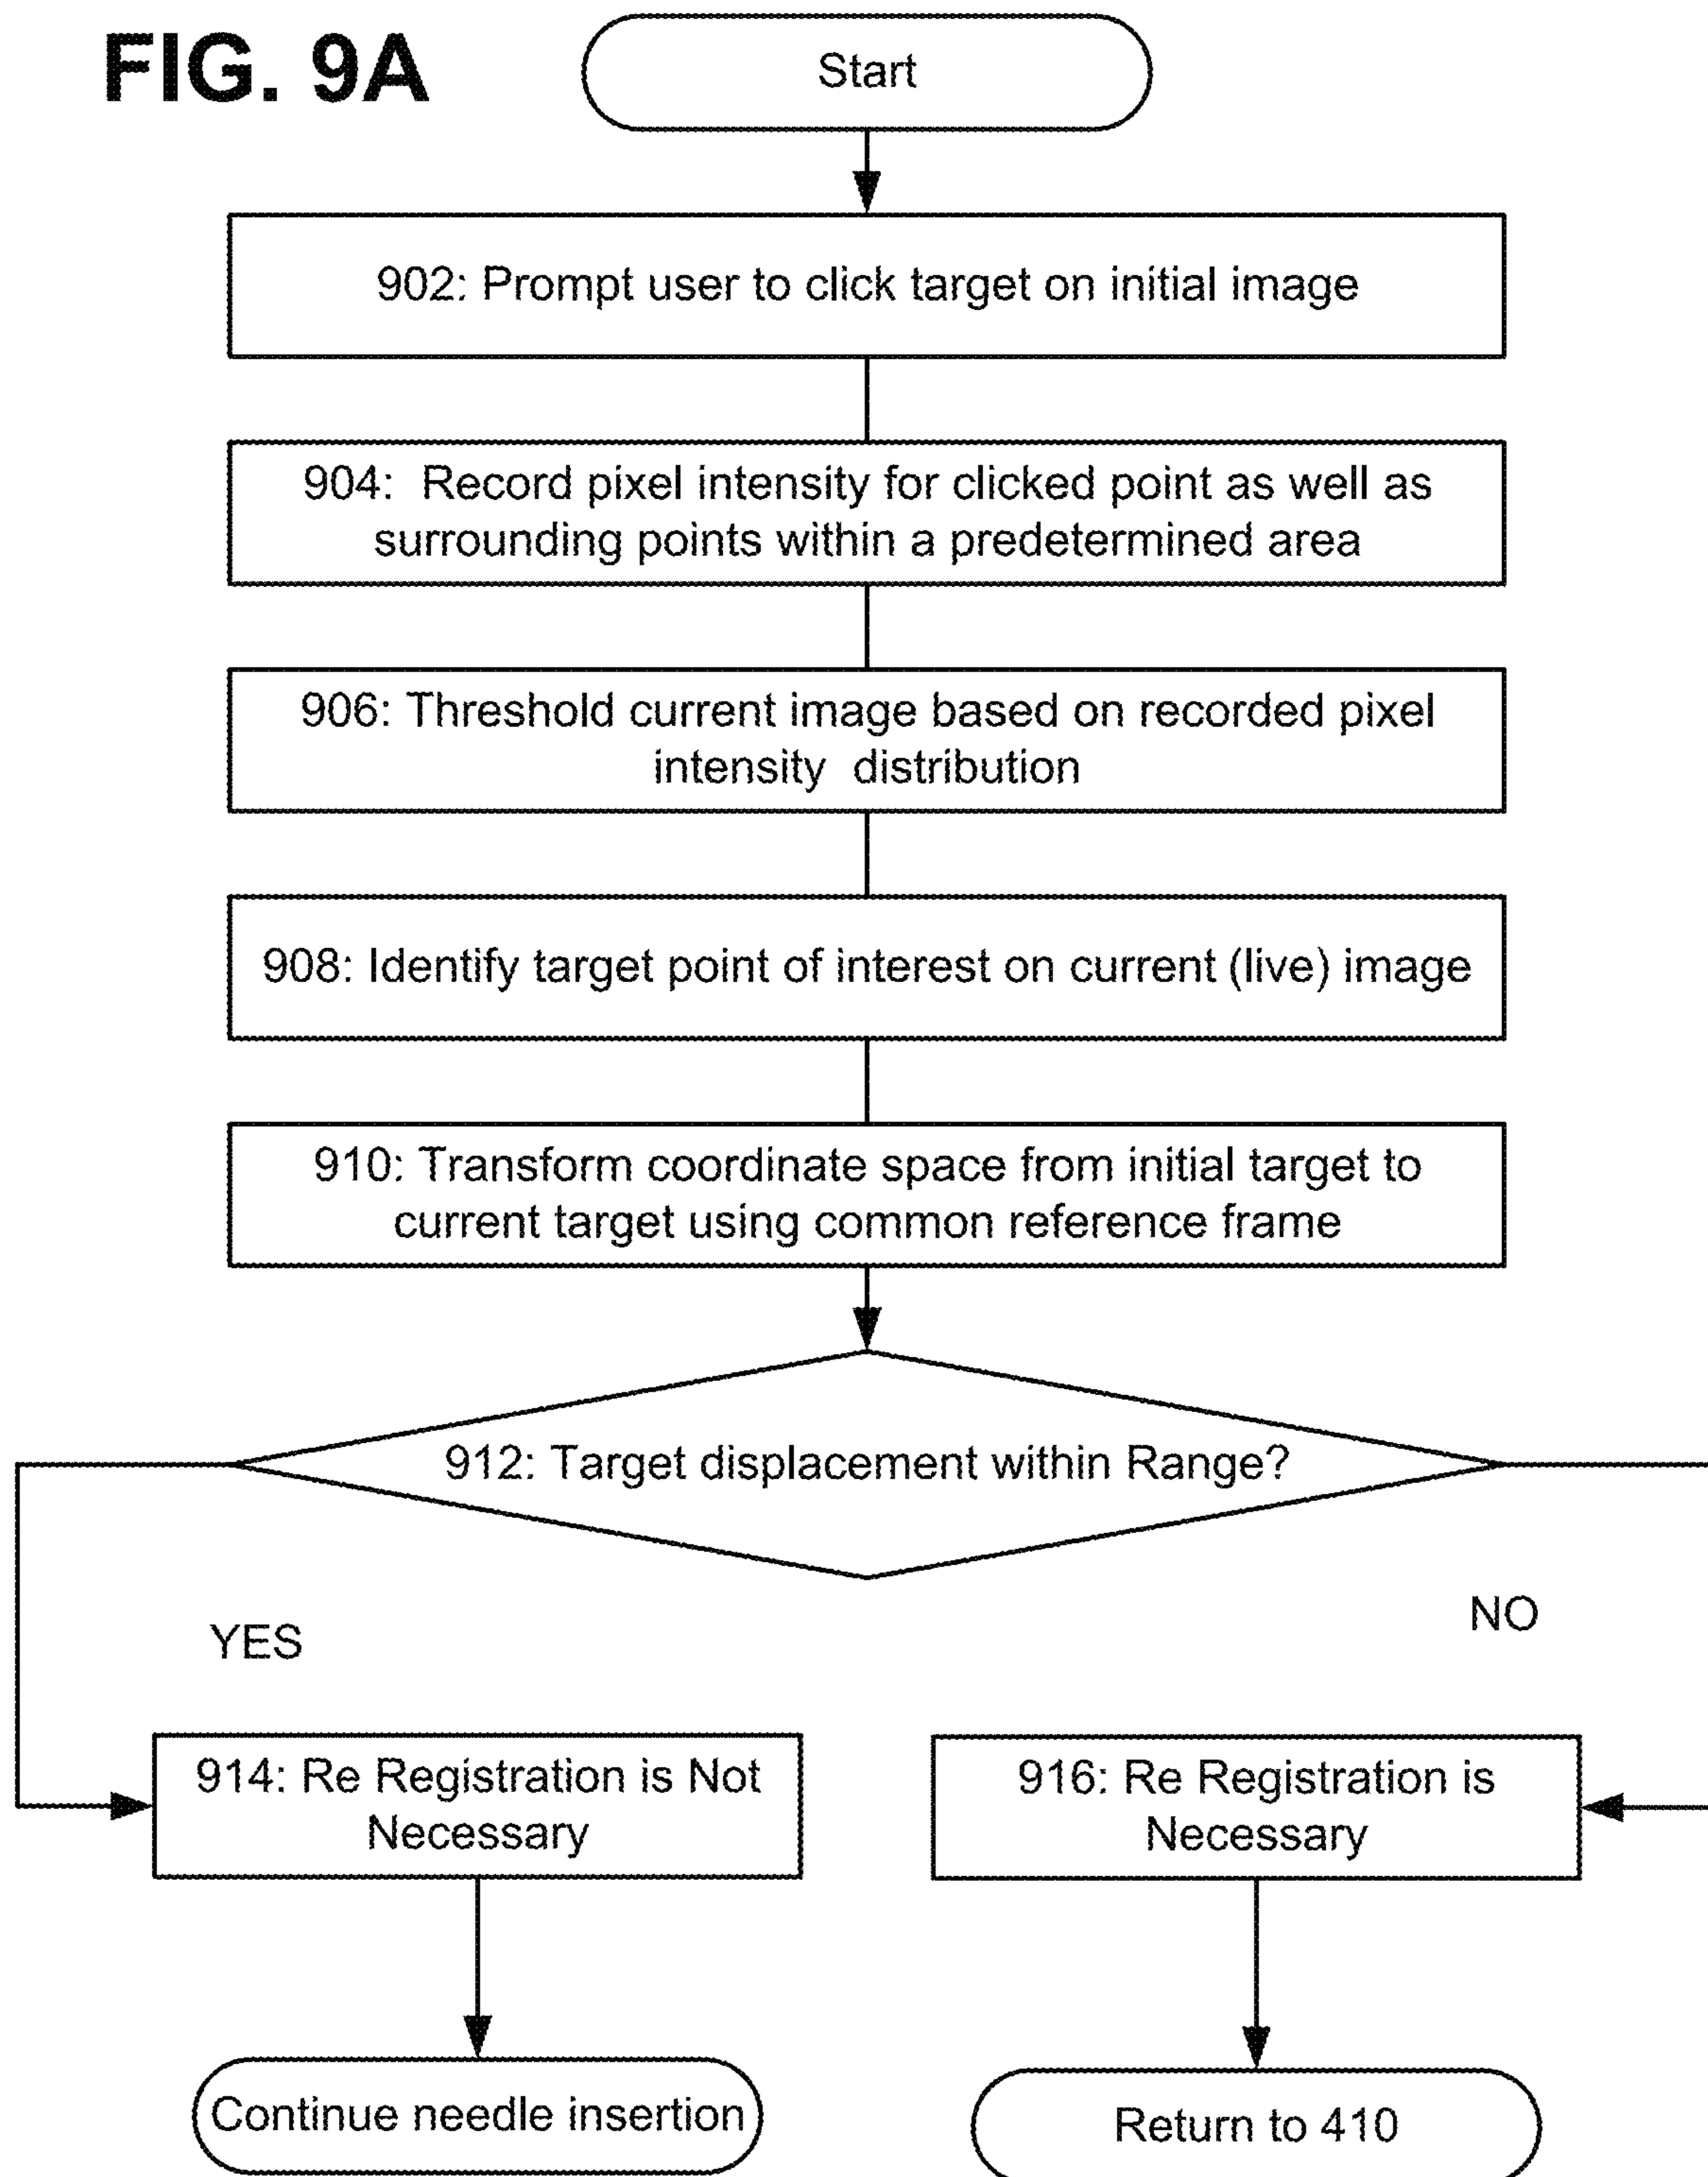 FIG. 9A
Start
902: Prompt user to click target on initial image
904: Record pixel intensity for clicked point as well as
surrounding points within a predetermined area
906: Threshold current image based on recorded pixel
intensity distribution
908: Identify target point of interest on current (live) image
910: Transform coordinate space from initial target to
current target using common reference frame
912: Target displacement within Range?
YES
NO
914: Re Registration is Not
Necessary
916: Re Registration is
Necessary
Continue needle insertion
Return to 410